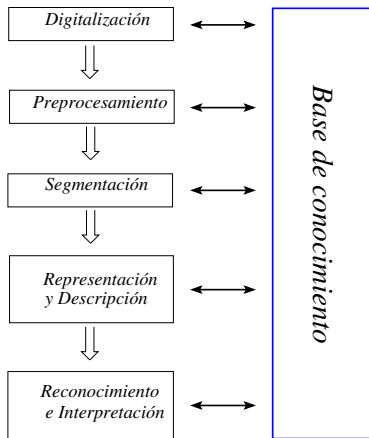 Digitalización
Preprocesamiento
Segmentación
Representación
y Descripción
Reconocimiento
e Interpretación
Base de conocimiento